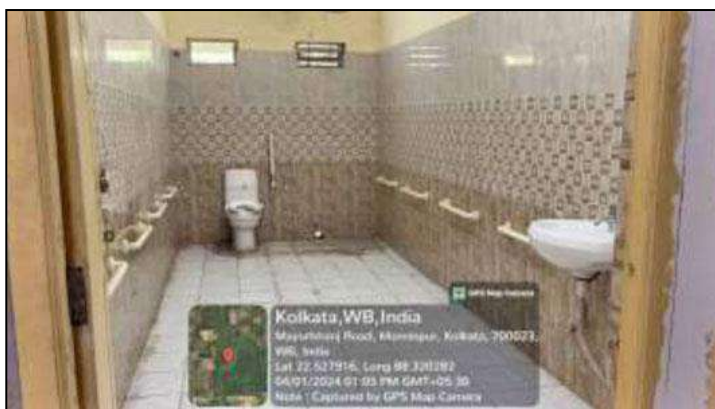 GPS Map Camera
Kolkata,WB,India
Mayurbhanj Road, Mominpur, Kolkata, 700023,
WB, India
Lat 22.527916, Long 88.320282
04/01/2024 01:05 PM GMT+05:30
Note : Captured by GPS Map Camera